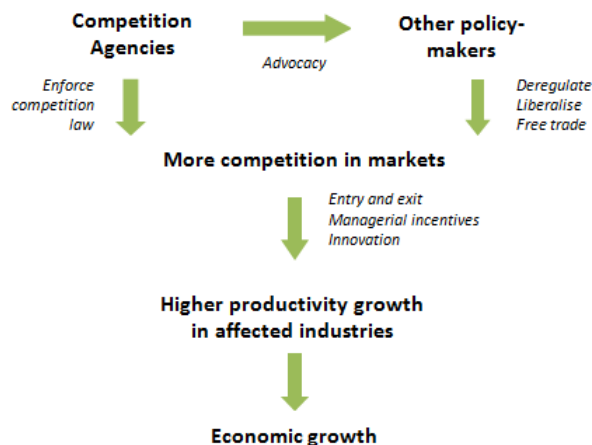 Competition
Agencies
Other policy-
makers
Advocacy
Enforce
competition
law
Deregulate
Liberalise
Free trade
More competition in markets
Entry and exit
Managerial incentives
Innovation
Higher productivity growth
in affected industries
Economic growth